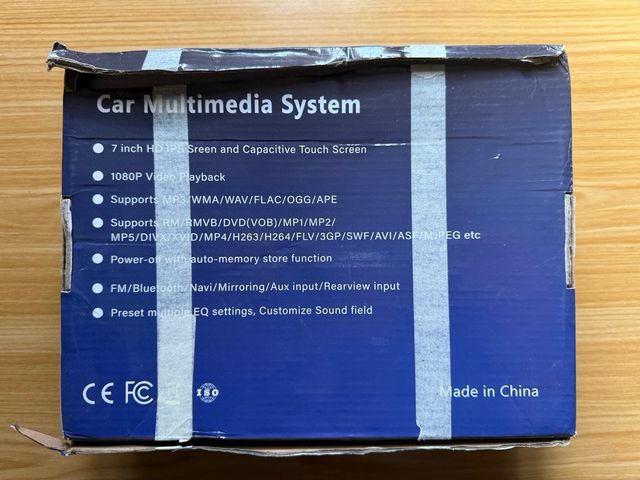 Car Multimedia System
7 inch HD IPS Sreen and Capacitive Touch Screen
1080P Video Playback
Supports MP3/WMA/WAV/FLAC/OGG/APE
Supports RM/RMVB/DVD(VOB)/MP1/MP2/
MP5/DIVX/XVID/MP4/H263/H264/FLV/3GP/SWF/AVI/ASF/MJPEG etc
Power-off with auto-memory store function
FM/Bluetooth/Navi/Mirroring/Aux input/Rearview input
Preset multiple EQ settings, Customize Sound field
CE FC ISO
Made in China